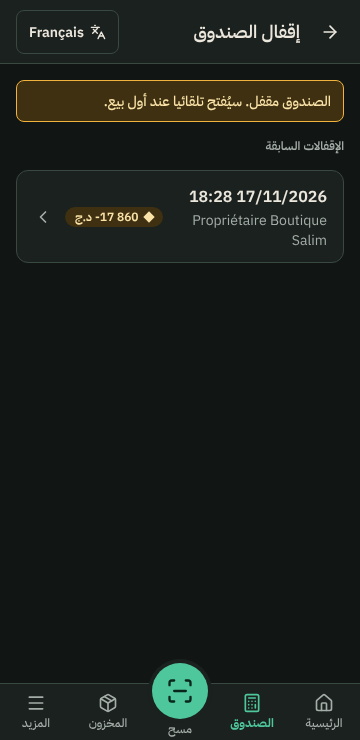 إقفال الصندوق
Français
الصندوق مقفل. سيُفتح تلقائيا عند أول بيع.
الإقفالات السابقة
17/11/2026 18:28
Propriétaire Boutique
Salim
◆ -17 860 د.ج
الرئيسية
الصندوق
مسح
المخزون
المزيد